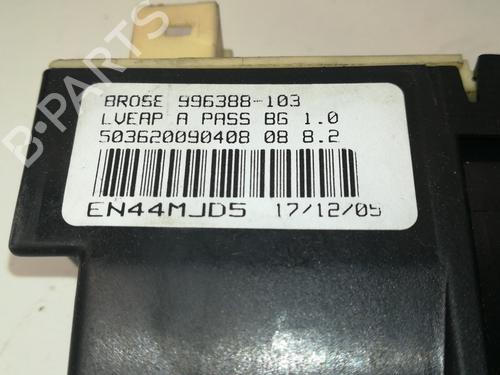 BROSE 996388-103
LVEAP A PASS BG 1.0
503620090408 08 8.2
EN44MJD5 17/12/05
B-PARTS